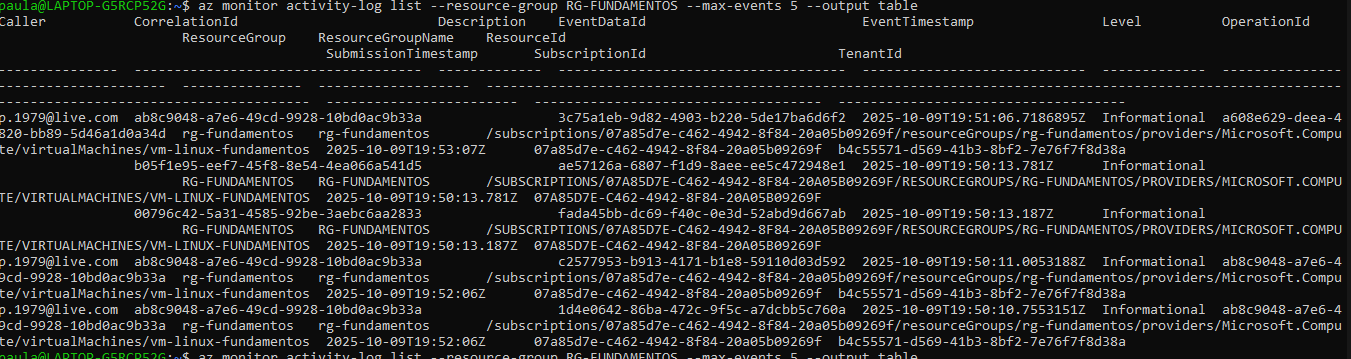 paula@LAPTOP-G5RCP52G:~$ az monitor activity-log list --resource-group RG-FUNDAMENTOS --max-events 5 --output table
Caller CorrelationId Description EventDataId EventTimestamp Level OperationId
ResourceGroup ResourceGroupName ResourceId
SubmissionTimestamp SubscriptionId TenantId
--------------- ------------------------------------ ------------- ------------------------------------ ---------------------------- ------------- ---------------
--------------------- --------------- ------------------- ------------------------------------------------------------------------------------------------------------
------------------------------- ---------------------------- ------------------------------------ ------------------------------------
p.1979@live.com ab8c9048-a7e6-49cd-9928-10bd0ac9b33a 3c75a1eb-9d82-4903-b220-5de17ba6d6f2 2025-10-09T19:51:06.7186895Z Informational a608e629-deea-4
820-bb89-5d46a1d0a34d rg-fundamentos rg-fundamentos /subscriptions/07a85d7e-c462-4942-8f84-20a05b09269f/resourceGroups/rg-fundamentos/providers/Microsoft.Compu
te/virtualMachines/vm-linux-fundamentos 2025-10-09T19:53:07Z 07a85d7e-c462-4942-8f84-20a05b09269f b4c55571-d569-41b3-8bf2-7e76f7f8d38a
b05f1e95-eef7-45f8-8e54-4ea066a541d5 ae57126a-6807-f1d9-8aee-ee5c472948e1 2025-10-09T19:50:13.781Z Informational
RG-FUNDAMENTOS RG-FUNDAMENTOS /SUBSCRIPTIONS/07A85D7E-C462-4942-8F84-20A05B09269F/RESOURCEGROUPS/RG-FUNDAMENTOS/PROVIDERS/MICROSOFT.COMPU
TE/VIRTUALMACHINES/VM-LINUX-FUNDAMENTOS 2025-10-09T19:50:13.781Z 07A85D7E-C462-4942-8F84-20A05B09269F
00796c42-5a31-4585-92be-3aebc6aa2833 fada45bb-dc69-f40c-0e3d-52abd9d667ab 2025-10-09T19:50:13.187Z Informational
RG-FUNDAMENTOS RG-FUNDAMENTOS /SUBSCRIPTIONS/07A85D7E-C462-4942-8F84-20A05B09269F/RESOURCEGROUPS/RG-FUNDAMENTOS/PROVIDERS/MICROSOFT.COMPU
TE/VIRTUALMACHINES/VM-LINUX-FUNDAMENTOS 2025-10-09T19:50:13.187Z 07A85D7E-C462-4942-8F84-20A05B09269F
p.1979@live.com ab8c9048-a7e6-49cd-9928-10bd0ac9b33a c2577953-b913-4171-b1e8-59110d03d592 2025-10-09T19:50:11.0053188Z Informational ab8c9048-a7e6-4
9cd-9928-10bd0ac9b33a rg-fundamentos rg-fundamentos /subscriptions/07a85d7e-c462-4942-8f84-20a05b09269f/resourceGroups/rg-fundamentos/providers/Microsoft.Compu
te/virtualMachines/vm-linux-fundamentos 2025-10-09T19:52:06Z 07a85d7e-c462-4942-8f84-20a05b09269f b4c55571-d569-41b3-8bf2-7e76f7f8d38a
p.1979@live.com ab8c9048-a7e6-49cd-9928-10bd0ac9b33a 1d4e0642-86ba-472c-9f5c-a7dcbb5c760a 2025-10-09T19:50:10.7553151Z Informational ab8c9048-a7e6-4
9cd-9928-10bd0ac9b33a rg-fundamentos rg-fundamentos /subscriptions/07a85d7e-c462-4942-8f84-20a05b09269f/resourceGroups/rg-fundamentos/providers/Microsoft.Compu
te/virtualMachines/vm-linux-fundamentos 2025-10-09T19:52:06Z 07a85d7e-c462-4942-8f84-20a05b09269f b4c55571-d569-41b3-8bf2-7e76f7f8d38a
paula@LAPTOP-G5RCP52G:~$ az monitor activity-log list --resource-group RG-FUNDAMENTOS --max-events 5 --output table